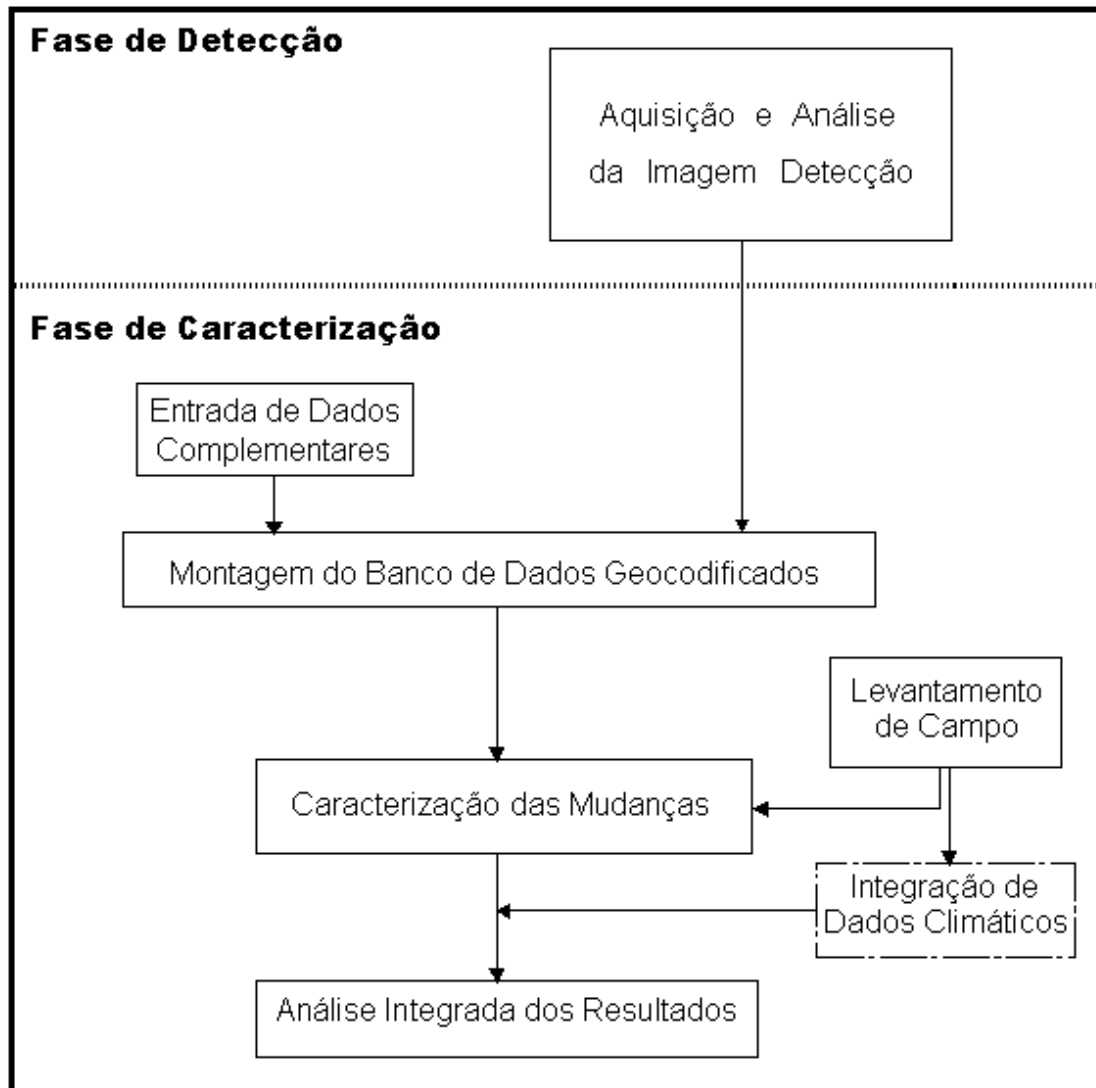 Fase de Detecção
Aquisição e Análise
da Imagem Detecção
Fase de Caracterização
Entrada de Dados
Complementares
Montagem do Banco de Dados Geocodificados
Levantamento
de Campo
Caracterização das Mudanças
Integração de
Dados Climáticos
Análise Integrada dos Resultados